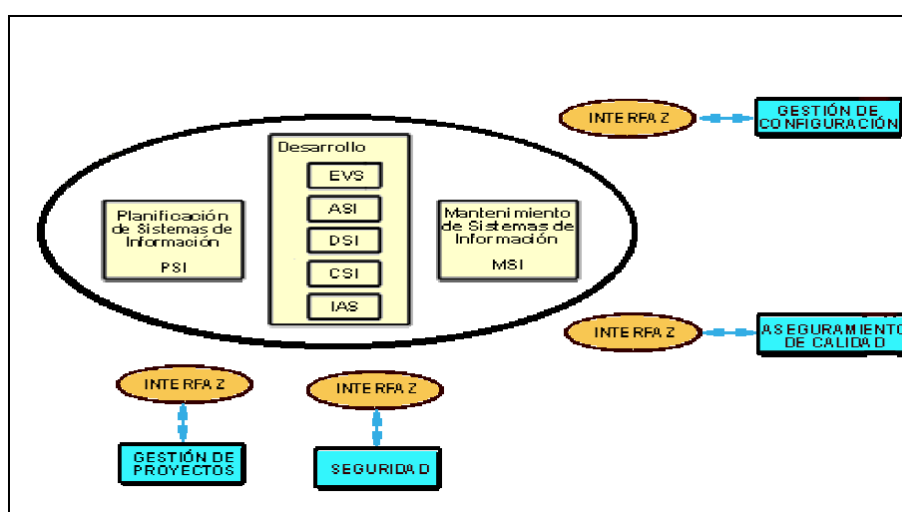 INTERFAZ
GESTIÓN DE
CONFIGURACIÓN
Desarrollo
EVS
ASI
DSI
CSI
IAS
Planificación
de Sistemas de
Información
PSI
Mantenimiento
de Sistemas de
Información
MSI
INTERFAZ
ASEGURAMIENTO
DE CALIDAD
INTERFAZ
GESTIÓN DE
PROYECTOS
INTERFAZ
SEGURIDAD